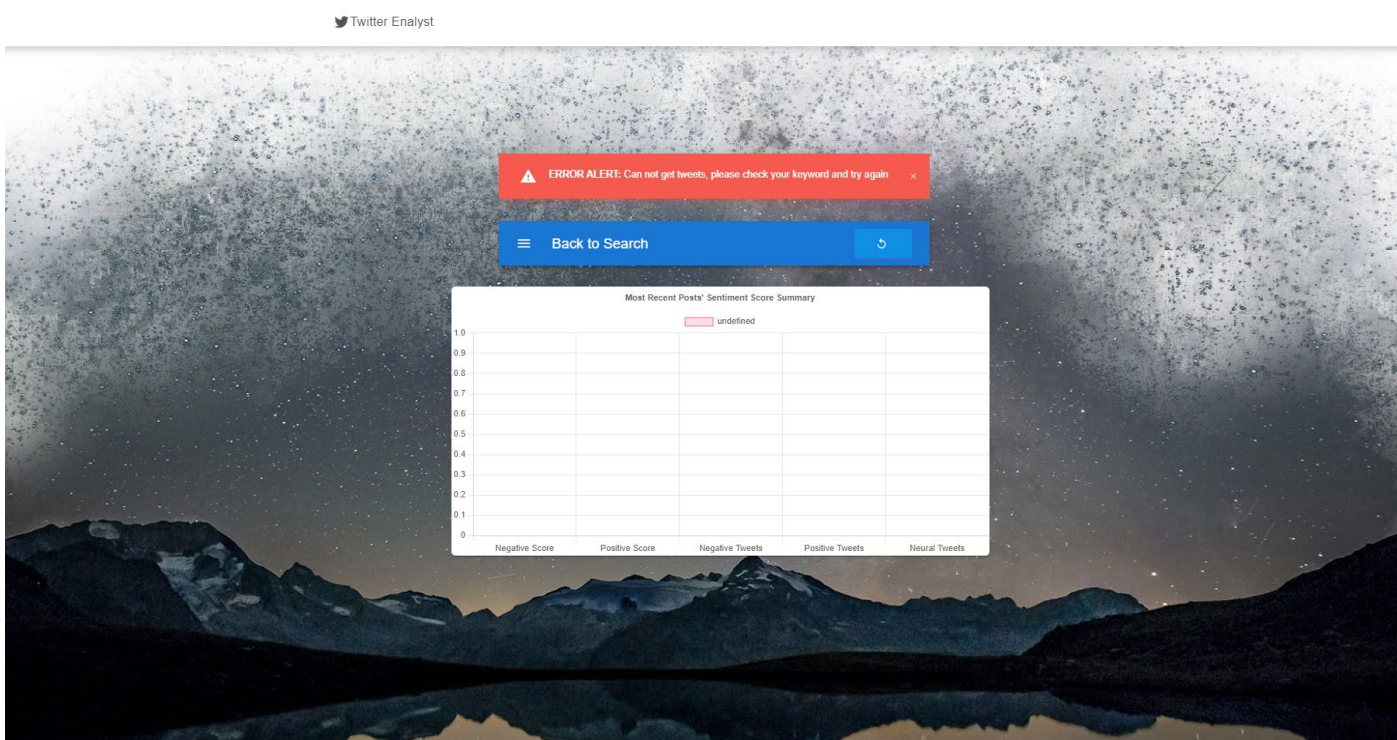 Twitter Enalyst
ERROR ALERT: Can not get tweets, please check your keyword and try again ×
Back to Search
Most Recent Posts' Sentiment Score Summary
undefined
1.0
0.9
0.8
0.7
0.6
0.5
0.4
0.3
0.2
0.1
0
Negative Score Positive Score Negative Tweets Positive Tweets Neural Tweets